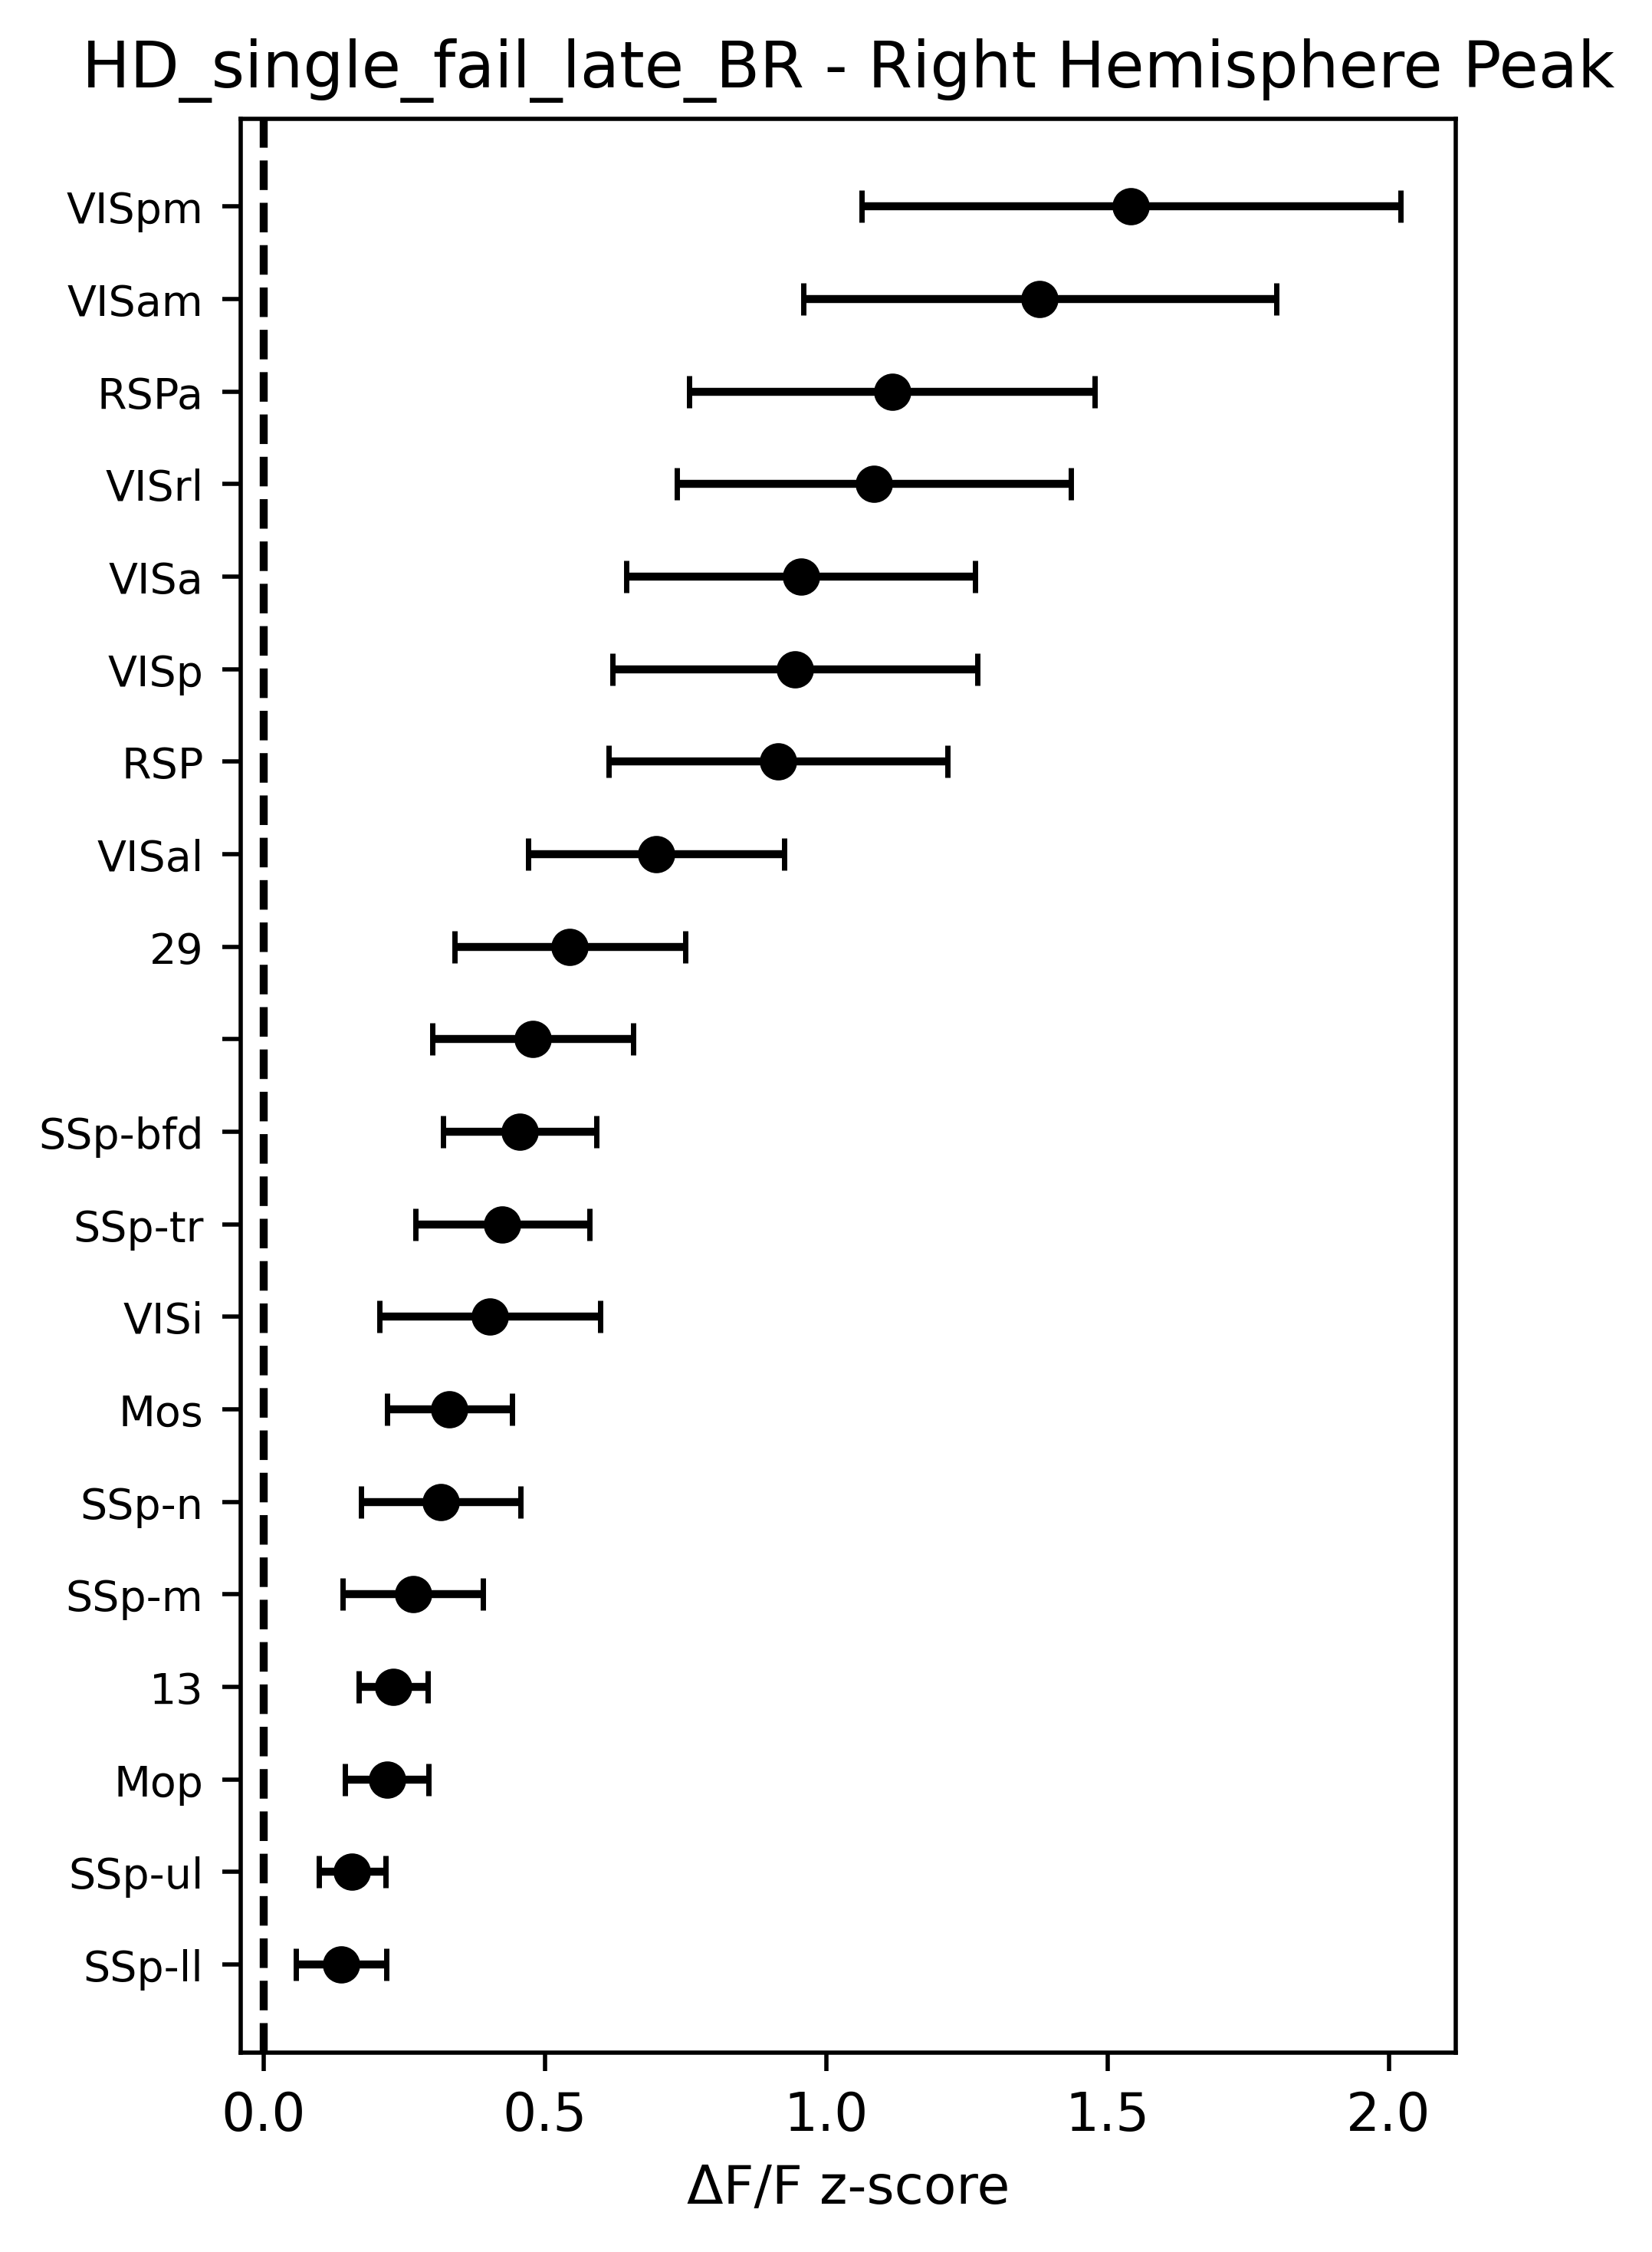 HD_single_fail_late_BR - Right Hemisphere Peak
VISpm
VISam
RSPa
VISrl
VISa
VISp
RSP
VISal
29
SSp-bfd
SSp-tr
VISi
Mos
SSp-n
SSp-m
13
Mop
SSp-ul
SSp-ll
0.0 0.5 1.0 1.5 2.0
ΔF/F z-score